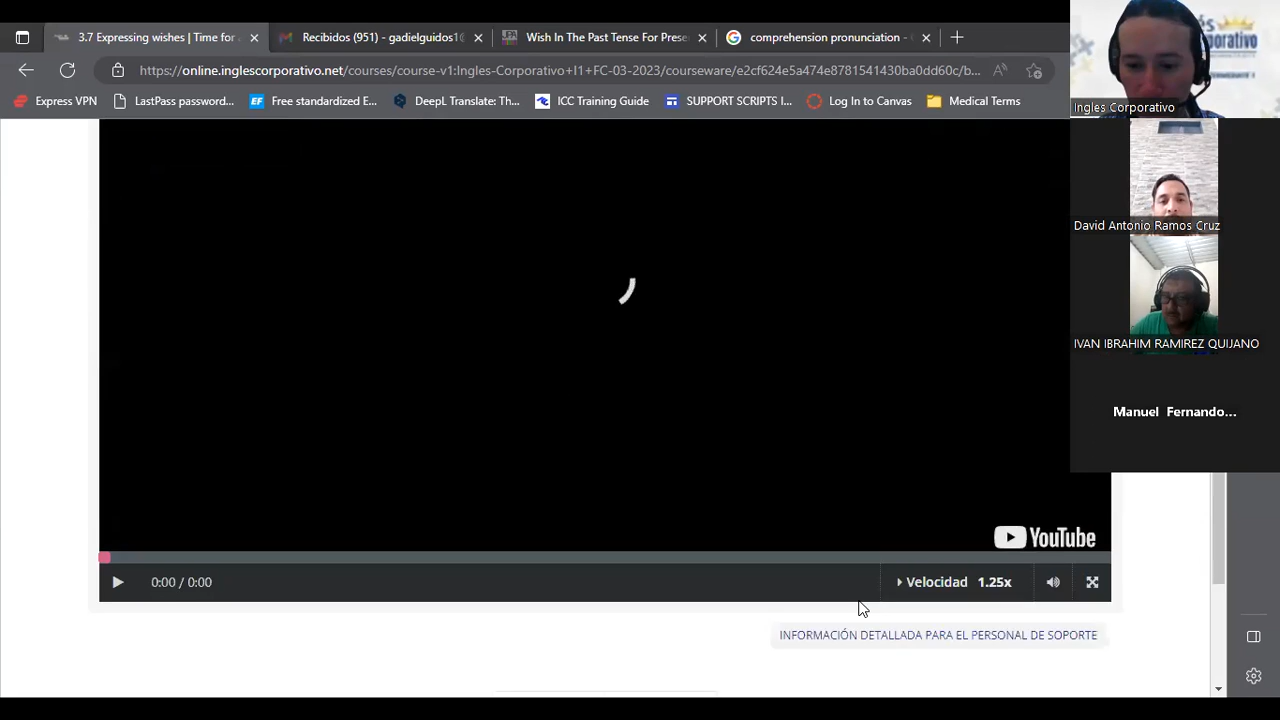 3.7 Expressing wishes | Time for
Recibidos (951) - gadielguidos1@
Wish In The Past Tense For Prese
comprehension pronunciation -
https://online.inglescorporativo.net/courses/course-v1:Ingles-Corporativo+I1+FC-03-2023/courseware/e2cf624e5a474e8781541430ba0dd60c/b...
Express VPN
LastPass password...
EF
Free standardized E...
DeepL Translate: Th...
ICC Training Guide
SUPPORT SCRIPTS I...
Log In to Canvas
Medical Terms
Ingles Corporativo
David Antonio Ramos Cruz
IVAN IBRAHIM RAMIREZ QUIJANO
Manuel Fernando...
YouTube
0:00 / 0:00
Velocidad 1.25x
INFORMACIÓN DETALLADA PARA EL PERSONAL DE SOPORTE